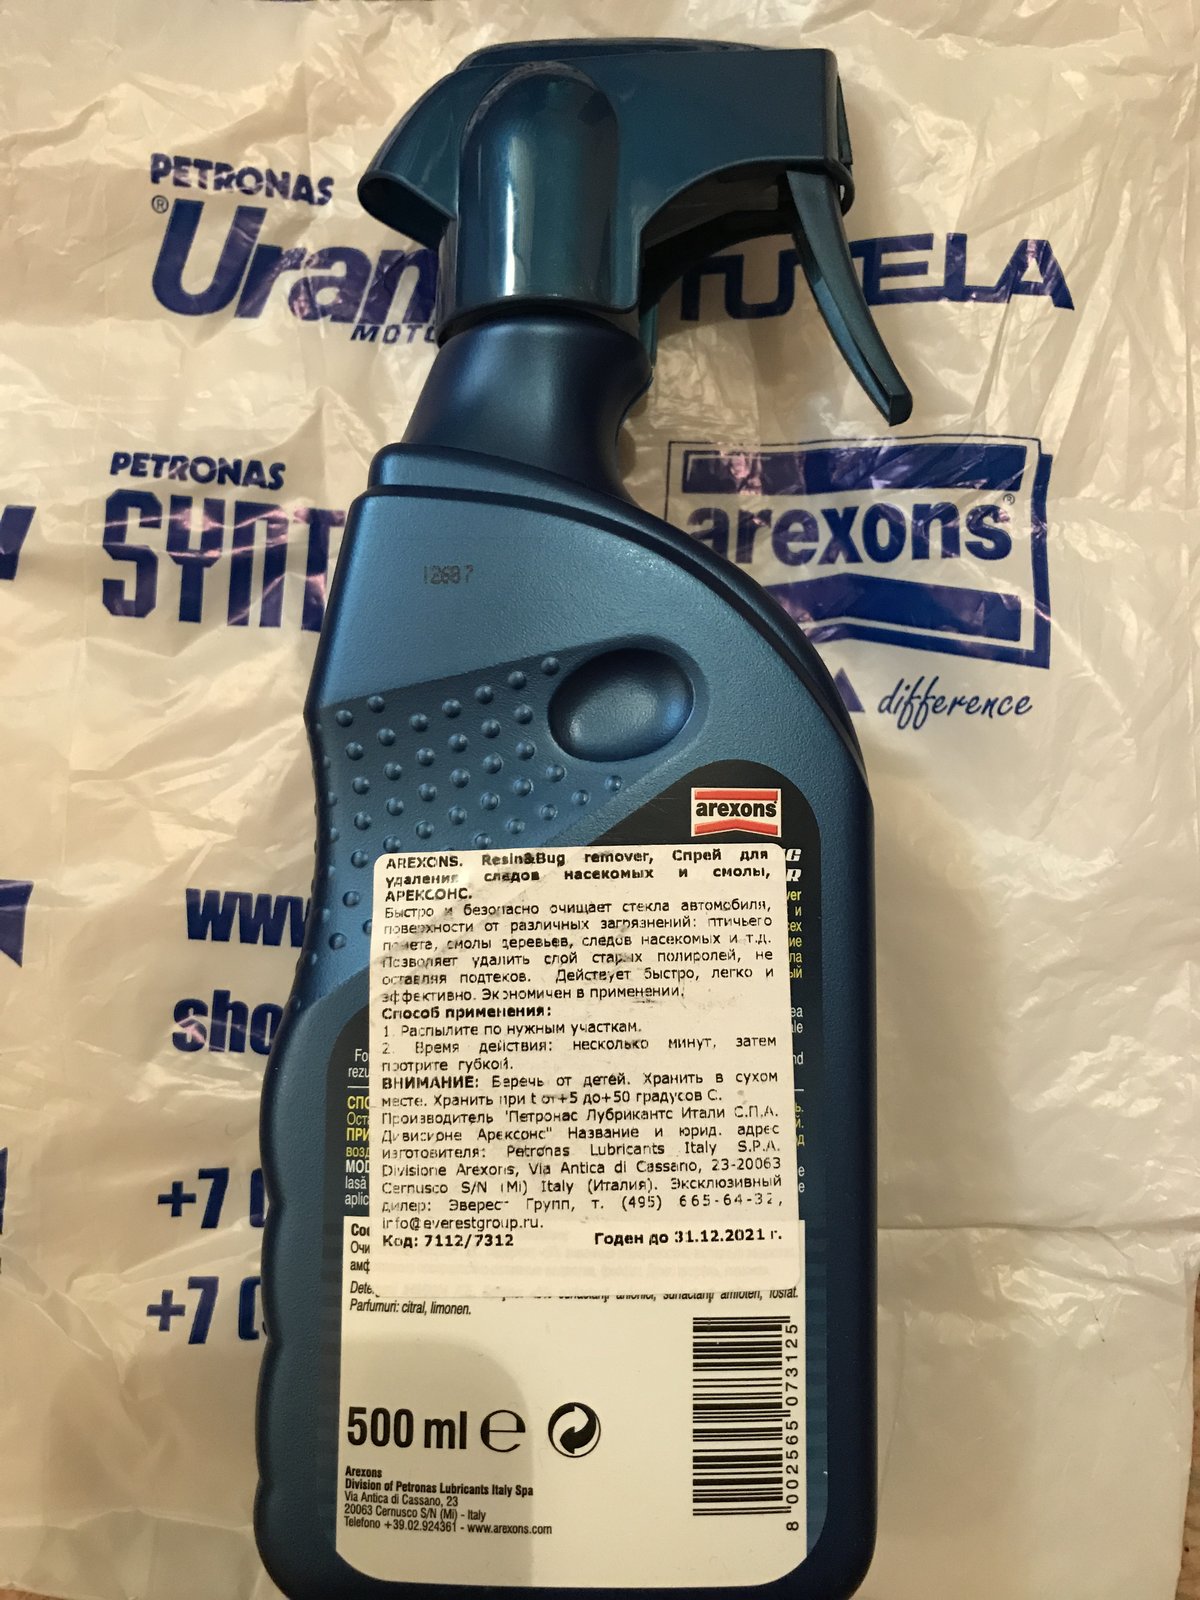 PETRONAS
® Uran
MOTO
TUTELA
PETRONAS
SYNT
arexons®
difference
12687
www
sho
+7
+7
arexons
AREXONS. Resin&Bug remover, Спрей для
удаления следов насекомых и смолы,
АРЕКСОНС.
Быстро и безопасно очищает стекла автомобиля,
поверхности от различных загрязнений: птичьего
помета, смолы деревьев, следов насекомых и т.д.
Позволяет удалить слой старых полиролей, не
оставляя подтеков. Действует быстро, легко и
эффективно. Экономичен в применении.
Способ применения:
1. Распылите по нужным участкам.
2. Время действия: несколько минут, затем
протрите губкой.
ВНИМАНИЕ: Беречь от детей. Хранить в сухом
месте. Хранить при t от+5 до+50 градусов С.
Производитель "Петронас Лубрикантс Итали С.П.А.
Дивисионе Арексонс" Название и юрид. адрес
изготовителя: Petronas Lubricants Italy S.P.A.
Divisione Arexons, Via Antica di Cassano, 23-20063
Cernusco S/N (Mi) Italy (Италия). Эксклюзивный
дилер: Эверест Групп, т. (495) 665-64-32,
info@everestgroup.ru.
Код: 7112/7312 Годен до 31.12.2021 г.
Parfumuri: citral, limonen.
500 ml e
Arexons
Division of Petronas Lubricants Italy Spa
Via Antica di Cassano, 23
20063 Cernusco S/N (Mi) - Italy
Telefono +39.02.924361 - www.arexons.com
8 002565 073125